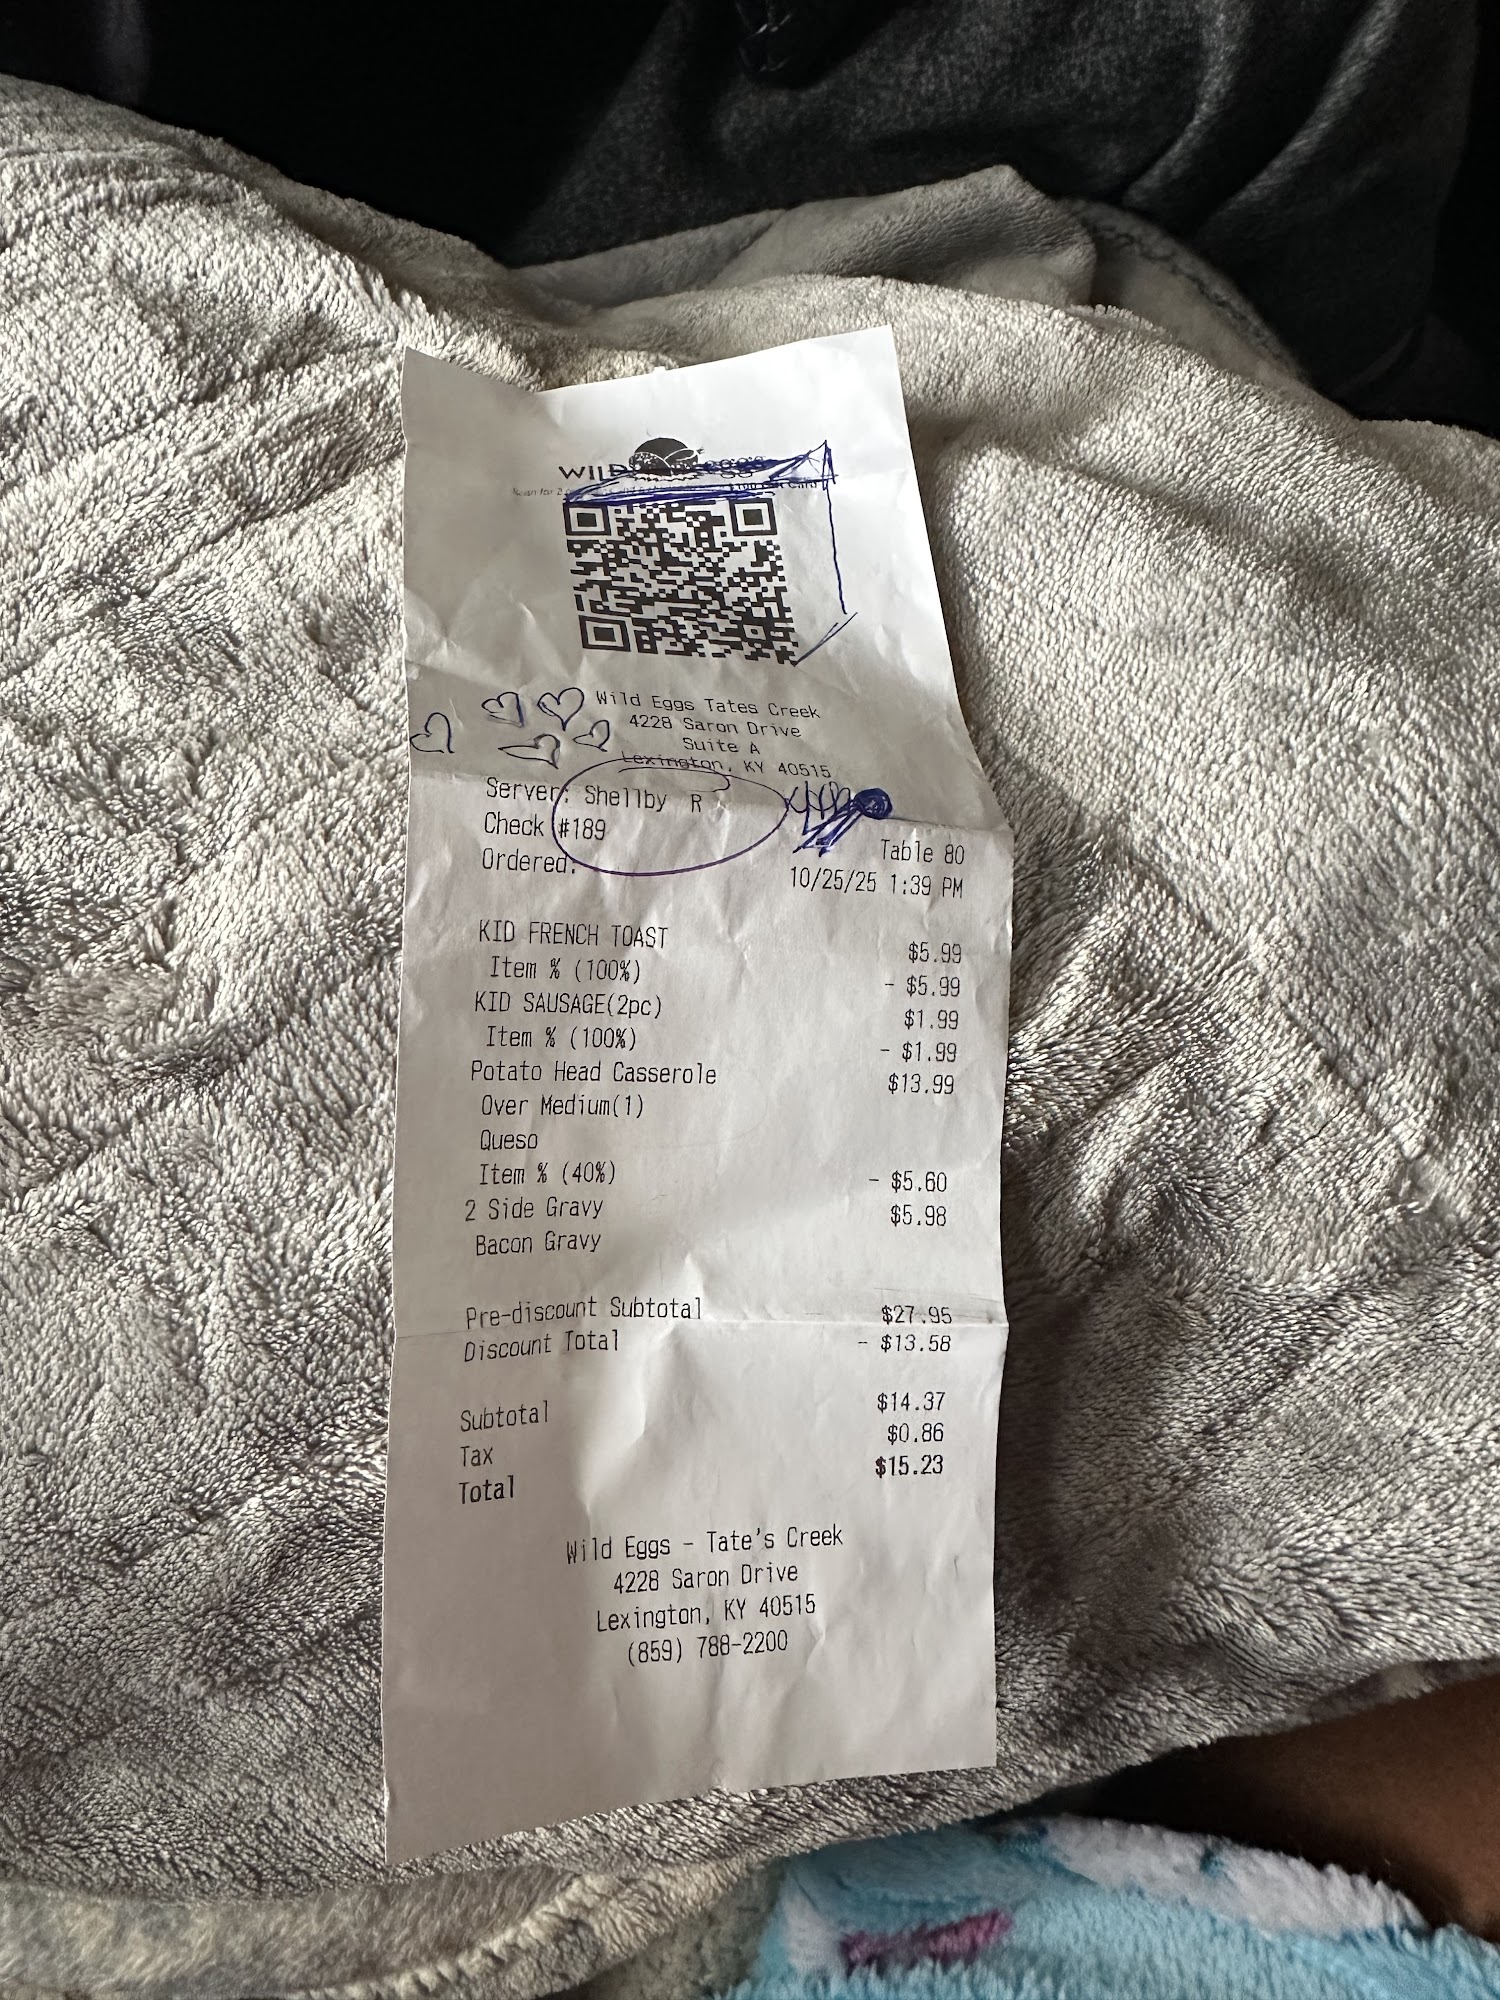 WILD eggs
Wild Eggs Tates Creek
4228 Saron Drive
Suite A
Lexington, KY 40515
Server: Shellby R
Check #189
Table 80
Ordered:
10/25/25 1:39 PM
KID FRENCH TOAST $5.99
Item % (100%) - $5.99
KID SAUSAGE(2pc) $1.99
Item % (100%) - $1.99
Potato Head Casserole $13.99
Over Medium(1)
Queso
Item % (40%) - $5.60
2 Side Gravy $5.98
Bacon Gravy
Pre-discount Subtotal $27.95
Discount Total - $13.58
Subtotal $14.37
Tax $0.86
Total $15.23
Wild Eggs - Tate's Creek
4228 Saron Drive
Lexington, KY 40515
(859) 788-2200